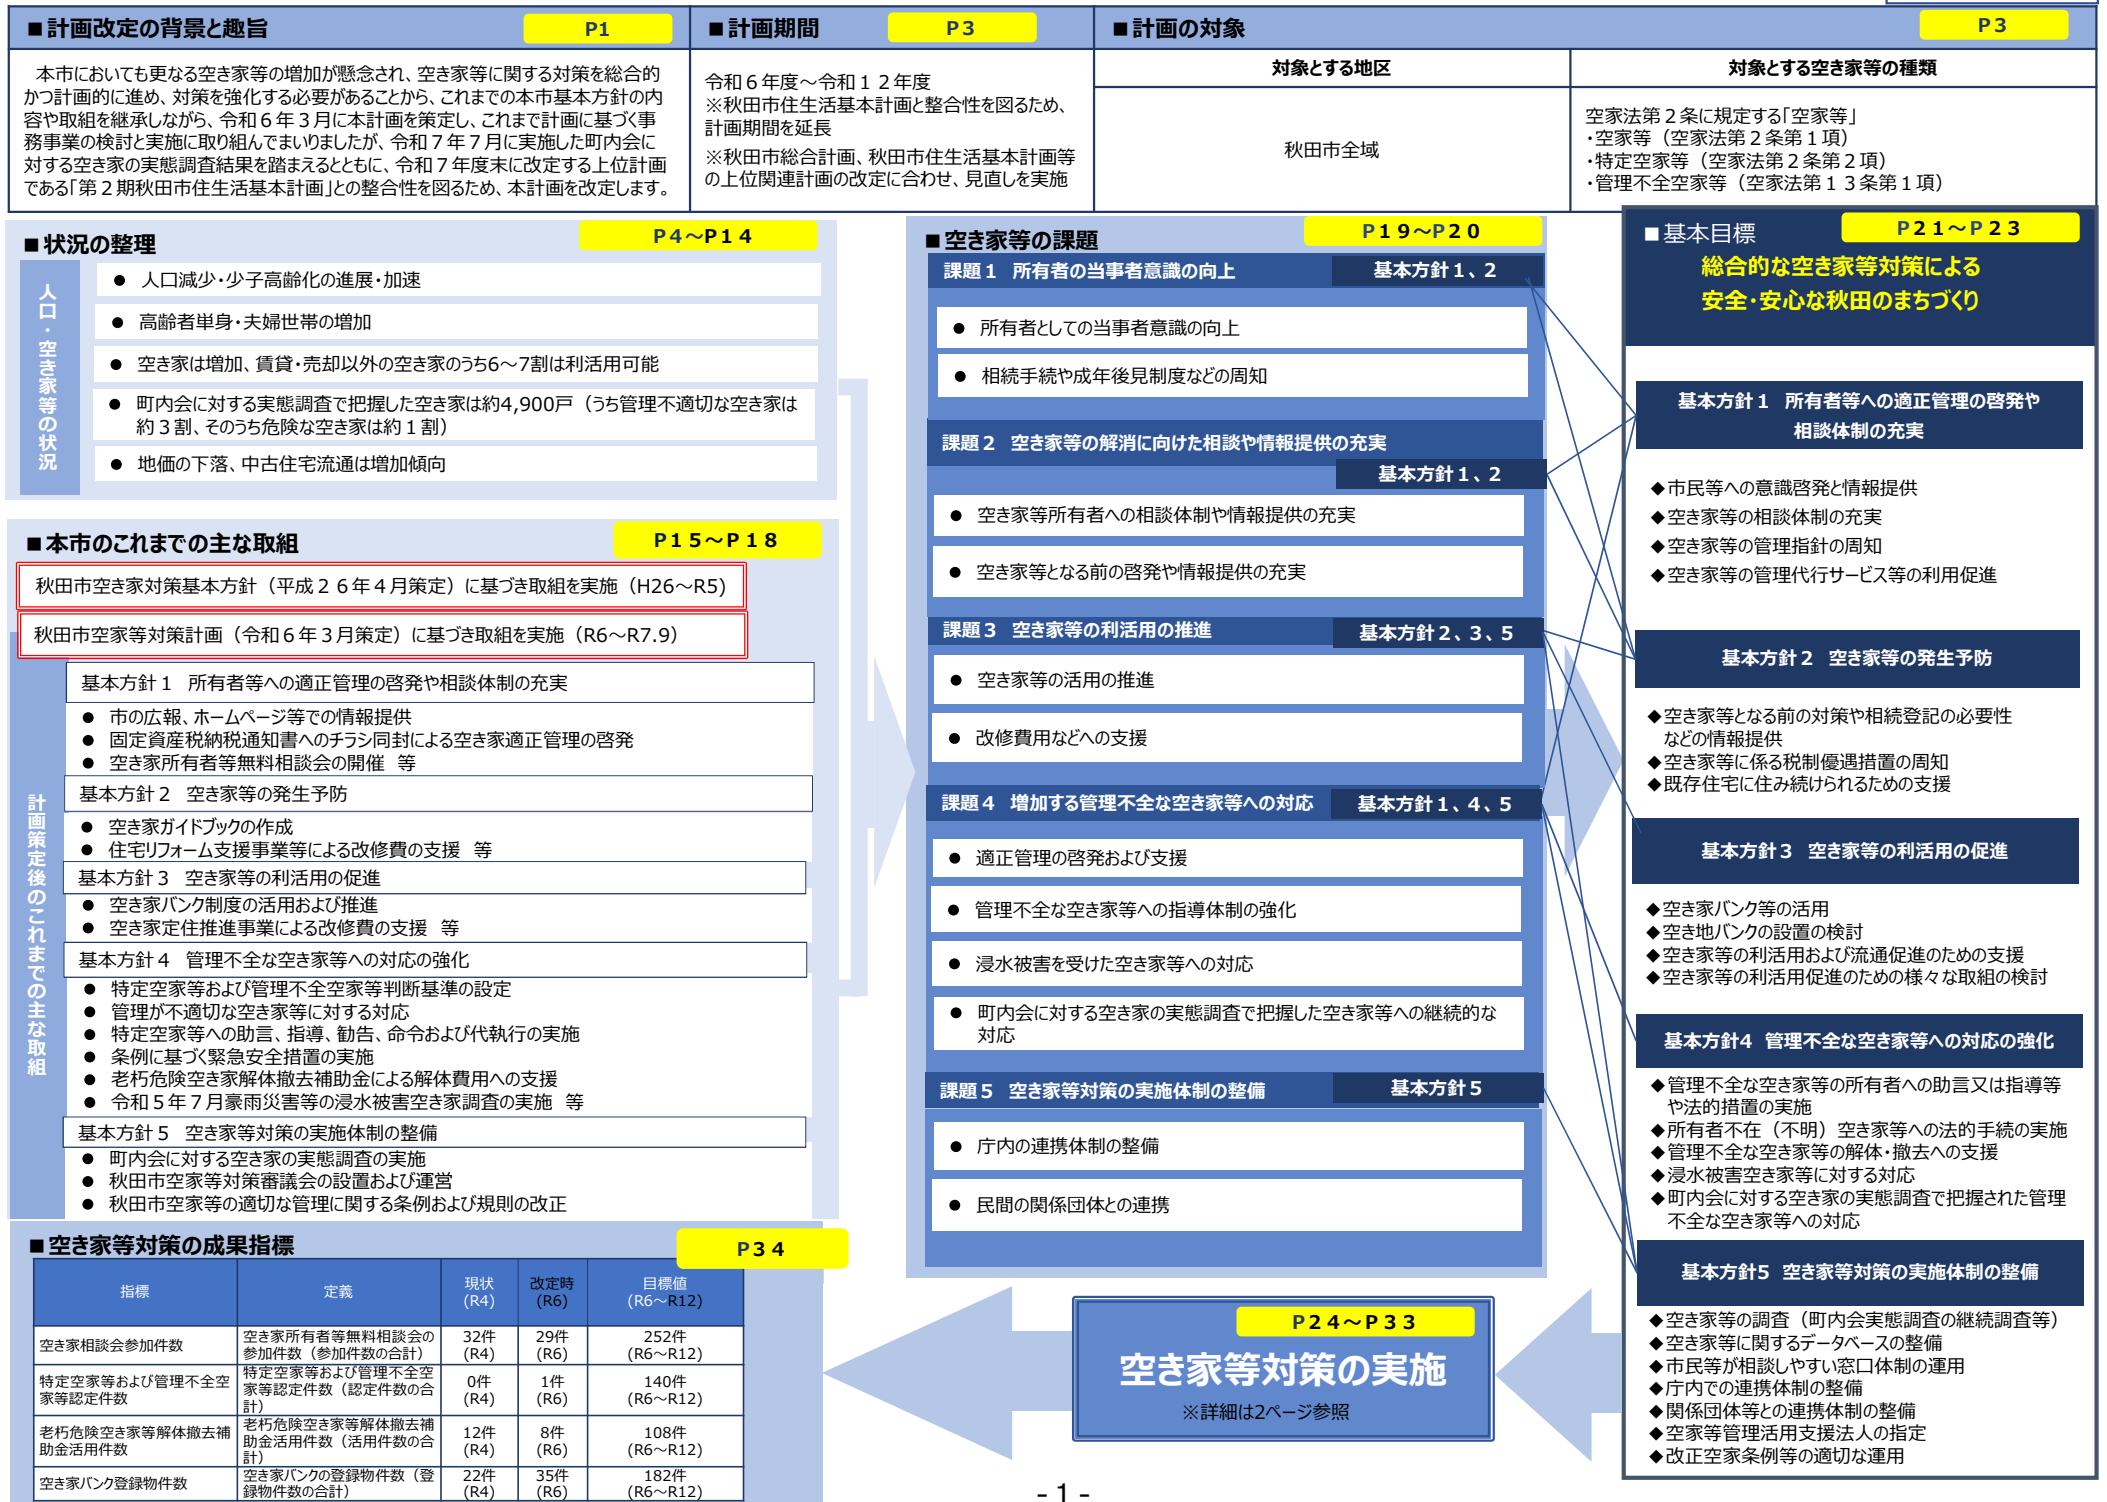 ■計画改定の背景と趣旨
P1
本市においても更なる空き家等の増加が懸念され、空き家等に関する対策を総合的
かつ計画的に進め、対策を強化する必要があることから、これまでの本市基本方針の内
容や取組を継承しながら、令和６年３月に本計画を策定し、これまで計画に基づく事
務事業の検討と実施に取り組んでまいりましたが、令和７年７月に実施した町内会に
対する空き家の実態調査結果を踏まえるとともに、令和７年度末に改定する上位計画
である「第２期秋田市住生活基本計画」との整合性を図るため、本計画を改定します。
■計画期間
P３
令和６年度～令和１２年度
※秋田市住生活基本計画と整合性を図るため、
計画期間を延長
※秋田市総合計画、秋田市住生活基本計画等
の上位関連計画の改定に合わせ、見直しを実施
■計画の対象
P３
対象とする地区
対象とする空き家等の種類
秋田市全域
空家法第２条に規定する「空家等」
・空家等（空家法第２条第１項）
・特定空家等（空家法第２条第２項）
・管理不全空家等（空家法第１３条第１項）
■状況の整理
P４～P１４
人口・空き家等の状況
● 人口減少・少子高齢化の進展・加速
● 高齢者単身・夫婦世帯の増加
● 空き家は増加、賃貸・売却以外の空き家のうち6～7割は利活用可能
● 町内会に対する実態調査で把握した空き家は約4,900戸（うち管理不適切な空き家は
約３割、そのうち危険な空き家は約１割）
● 地価の下落、中古住宅流通は増加傾向
■本市のこれまでの主な取組
P１５～P１８
秋田市空き家対策基本方針（平成２６年４月策定）に基づき取組を実施（H26～R5）
秋田市空家等対策計画（令和６年３月策定）に基づき取組を実施（R6～R7.9）
計画策定後のこれまでの主な取組
基本方針１ 所有者等への適正管理の啓発や相談体制の充実
● 市の広報、ホームページ等での情報提供
● 固定資産税納税通知書へのチラシ同封による空き家適正管理の啓発
● 空き家所有者等無料相談会の開催 等
基本方針２ 空き家等の発生予防
● 空き家ガイドブックの作成
● 住宅リフォーム支援事業等による改修費の支援 等
基本方針３ 空き家等の利活用の促進
● 空き家バンク制度の活用および推進
● 空き家定住推進事業による改修費の支援 等
基本方針４ 管理不全な空き家等への対応の強化
● 特定空家等および管理不全空家等判断基準の設定
● 管理が不適切な空き家等に対する対応
● 特定空家等への助言、指導、勧告、命令および代執行の実施
● 条例に基づく緊急安全措置の実施
● 老朽危険空き家解体撤去補助金による解体費用への支援
● 令和５年７月豪雨災害等の浸水被害空き家調査の実施 等
基本方針５ 空き家等対策の実施体制の整備
● 町内会に対する空き家の実態調査の実施
● 秋田市空家等対策審議会の設置および運営
● 秋田市空家等の適切な管理に関する条例および規則の改正
■空き家等対策の成果指標
P３４
指標
定義
現状
(R4)
改定時
(R6)
目標値
(R6～R12)
空き家相談会参加件数
空き家所有者等無料相談会の
参加件数（参加件数の合計）
32件
(R4)
29件
(R6)
252件
(R6～R12)
特定空家等および管理不全空
家等認定件数
特定空家等および管理不全空
家等認定件数（認定件数の合
計）
0件
(R4)
1件
(R6)
140件
(R6～R12)
老朽危険空き家等解体撤去補
助金活用件数
老朽危険空き家等解体撤去補
助金活用件数（活用件数の合
計）
12件
(R4)
8件
(R6)
108件
(R6～R12)
空き家バンク登録物件数
空き家バンクの登録物件数（登
録物件数の合計）
22件
(R4)
35件
(R6)
182件
(R6～R12)
■空き家等の課題
P１９～P２０
課題１ 所有者の当事者意識の向上
基本方針１、２
● 所有者としての当事者意識の向上
● 相続手続や成年後見制度などの周知
課題２ 空き家等の解消に向けた相談や情報提供の充実
基本方針１、２
● 空き家等所有者への相談体制や情報提供の充実
● 空き家等となる前の啓発や情報提供の充実
課題３ 空き家等の利活用の推進
基本方針２、３、５
● 空き家等の活用の推進
● 改修費用などへの支援
課題４ 増加する管理不全な空き家等への対応
基本方針１、４、５
● 適正管理の啓発および支援
● 管理不全な空き家等への指導体制の強化
● 浸水被害を受けた空き家等への対応
● 町内会に対する空き家の実態調査で把握した空き家等への継続的な
対応
課題５ 空き家等対策の実施体制の整備
基本方針５
● 庁内の連携体制の整備
● 民間の関係団体との連携
P２４～P３３
空き家等対策の実施
※詳細は2ページ参照
■基本目標
P２１～P２３
総合的な空き家等対策による
安全・安心な秋田のまちづくり
基本方針１ 所有者等への適正管理の啓発や
相談体制の充実
◆市民等への意識啓発と情報提供
◆空き家等の相談体制の充実
◆空き家等の管理指針の周知
◆空き家等の管理代行サービス等の利用促進
基本方針２ 空き家等の発生予防
◆空き家等となる前の対策や相続登記の必要性
などの情報提供
◆空き家等に係る税制優遇措置の周知
◆既存住宅に住み続けられるための支援
基本方針３ 空き家等の利活用の促進
◆空き家バンク等の活用
◆空き地バンクの設置の検討
◆空き家等の利活用および流通促進のための支援
◆空き家等の利活用促進のための様々な取組の検討
基本方針4 管理不全な空き家等への対応の強化
◆管理不全な空き家等の所有者への助言又は指導等
や法的措置の実施
◆所有者不在（不明）空き家等への法的手続の実施
◆管理不全な空き家等の解体・撤去への支援
◆浸水被害空き家等に対する対応
◆町内会に対する空き家の実態調査で把握された管理
不全な空き家等への対応
基本方針5 空き家等対策の実施体制の整備
◆空き家等の調査（町内会実態調査の継続調査等）
◆空き家等に関するデータベースの整備
◆市民等が相談しやすい窓口体制の運用
◆庁内での連携体制の整備
◆関係団体等との連携体制の整備
◆空家等管理活用支援法人の指定
◆改正空家条例等の適切な運用
- 1 -